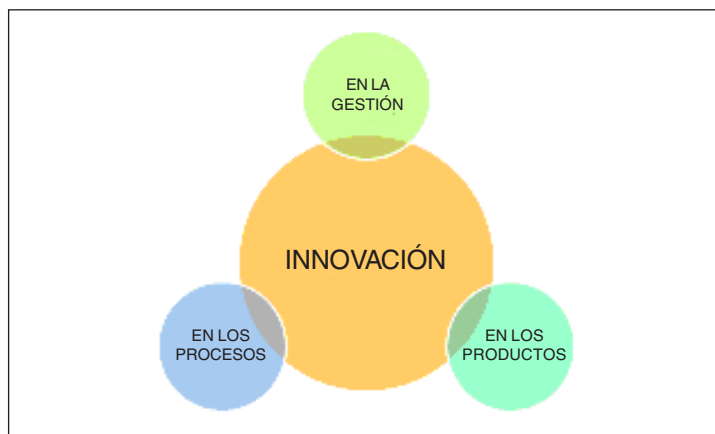 EN LA
GESTIÓN
INNOVACIÓN
EN LOS
PROCESOS
EN LOS
PRODUCTOS